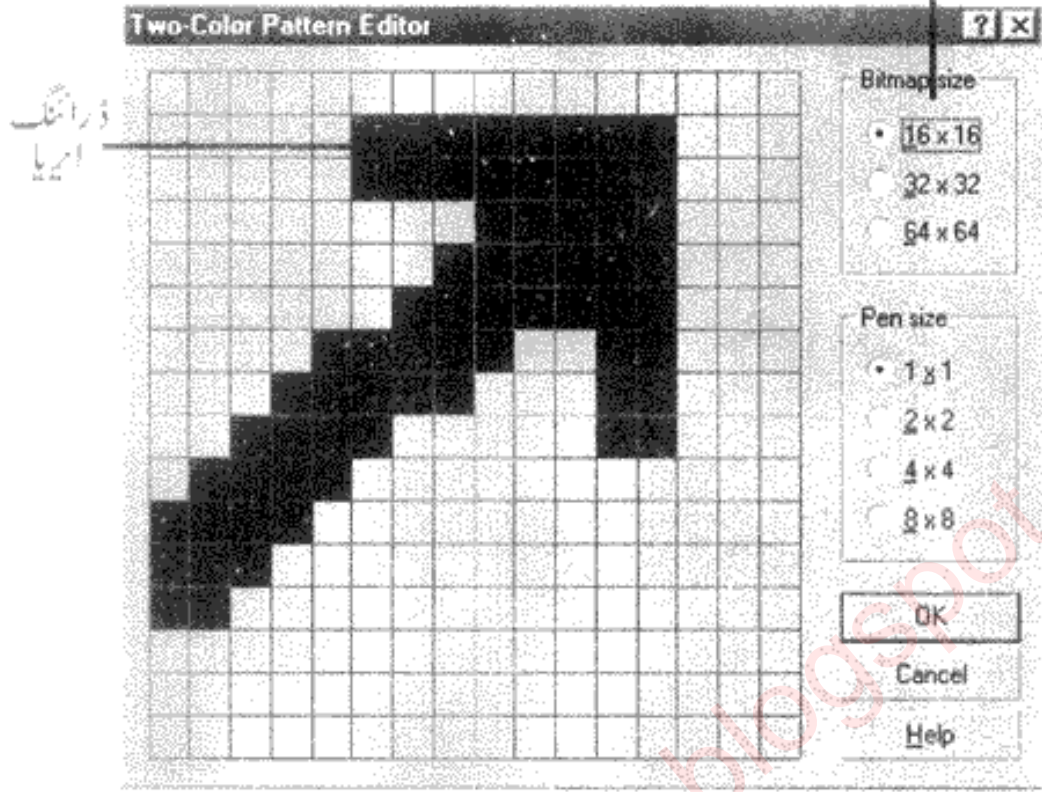 Two-Color Pattern Editor
ڈرائنگ
ایریا
Bitmap size
16 x 16
32 x 32
64 x 64
Pen size
1 x 1
2 x 2
4 x 4
8 x 8
OK
Cancel
Help
blogspot